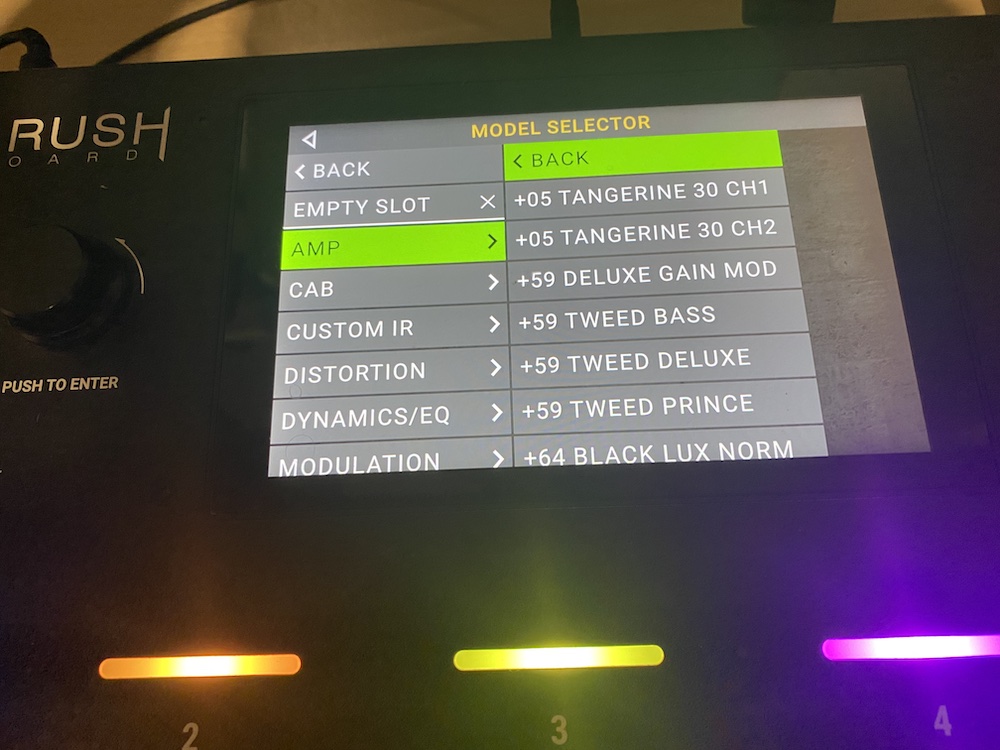 RUSH
OARD
PUSH TO ENTER
MODEL SELECTOR
BACK
EMPTY SLOT
AMP
CAB
CUSTOM IR
DISTORTION
DYNAMICS/EQ
MODULATION
BACK
+05 TANGERINE 30 CH1
+05 TANGERINE 30 CH2
+59 DELUXE GAIN MOD
+59 TWEED BASS
+59 TWEED DELUXE
+59 TWEED PRINCE
+64 BLACK LUX NORM
2
3
4